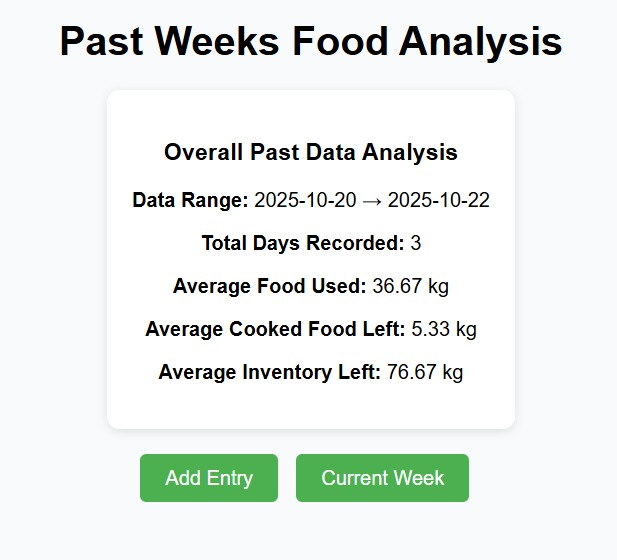 Past Weeks Food Analysis
Overall Past Data Analysis
Data Range: 2025-10-20 → 2025-10-22
Total Days Recorded: 3
Average Food Used: 36.67 kg
Average Cooked Food Left: 5.33 kg
Average Inventory Left: 76.67 kg
Add Entry
Current Week